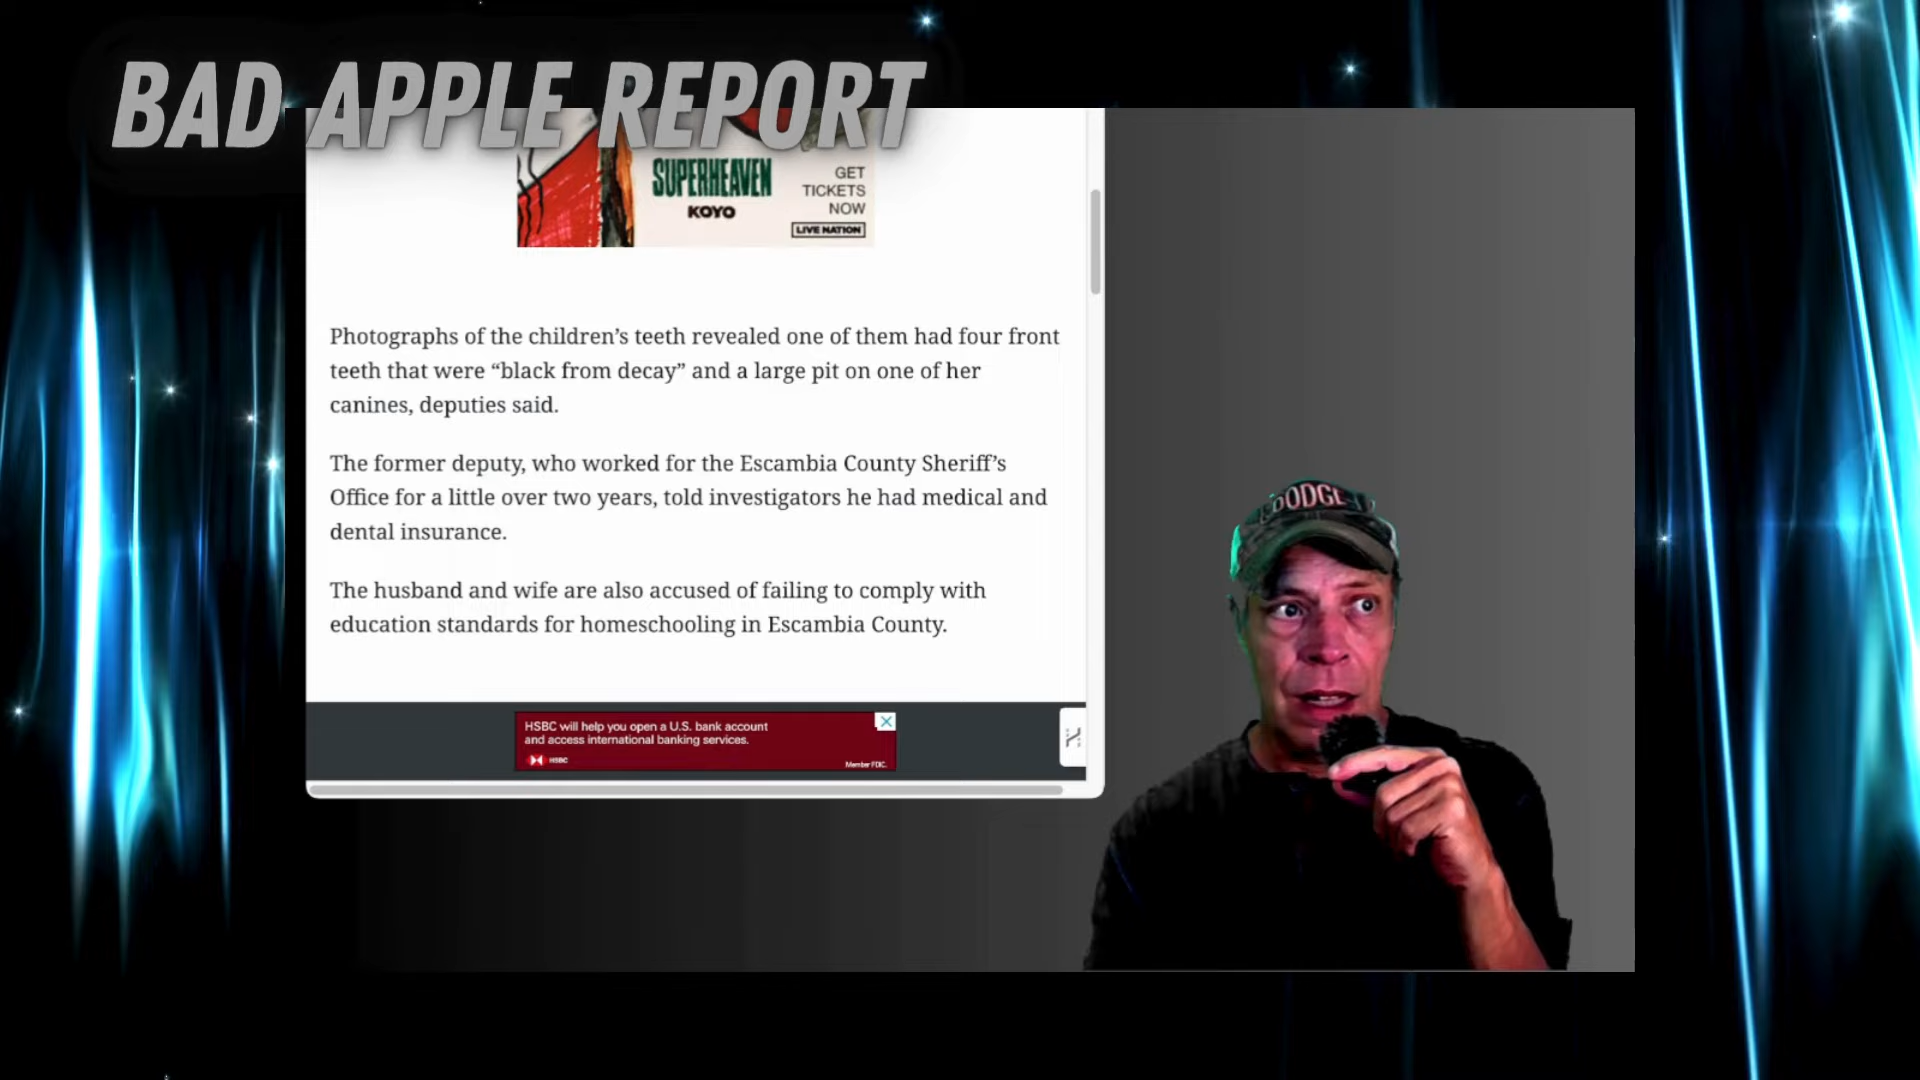 BAD APPLE REPORT
SUPERHEAVEN
KOYO
GET
TICKETS
NOW
LIVE NATION
Photographs of the children’s teeth revealed one of them had four front
teeth that were “black from decay” and a large pit on one of her
canines, deputies said.
The former deputy, who worked for the Escambia County Sheriff’s
Office for a little over two years, told investigators he had medical and
dental insurance.
The husband and wife are also accused of failing to comply with
education standards for homeschooling in Escambia County.
HSBC will help you open a U.S. bank account
and access international banking services.
HSBC
Member FDIC.
DODGE